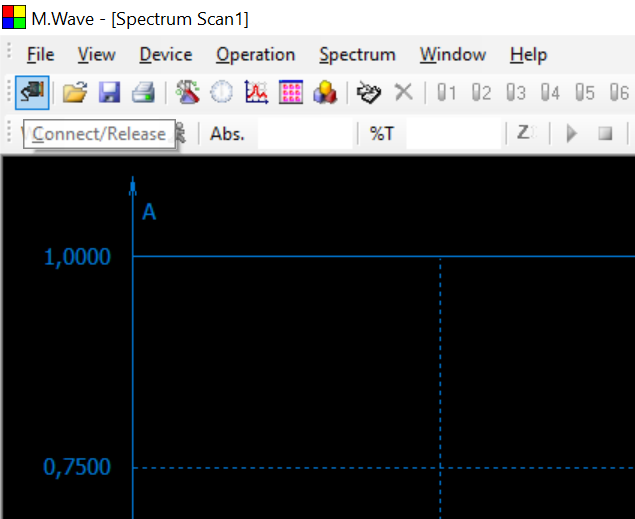 M.Wave - [Spectrum Scan1]
File View Device Operation Spectrum Window Help
1 2 3 4 5 6
Connect/Release Abs. %T Z
A
1,0000
0,7500